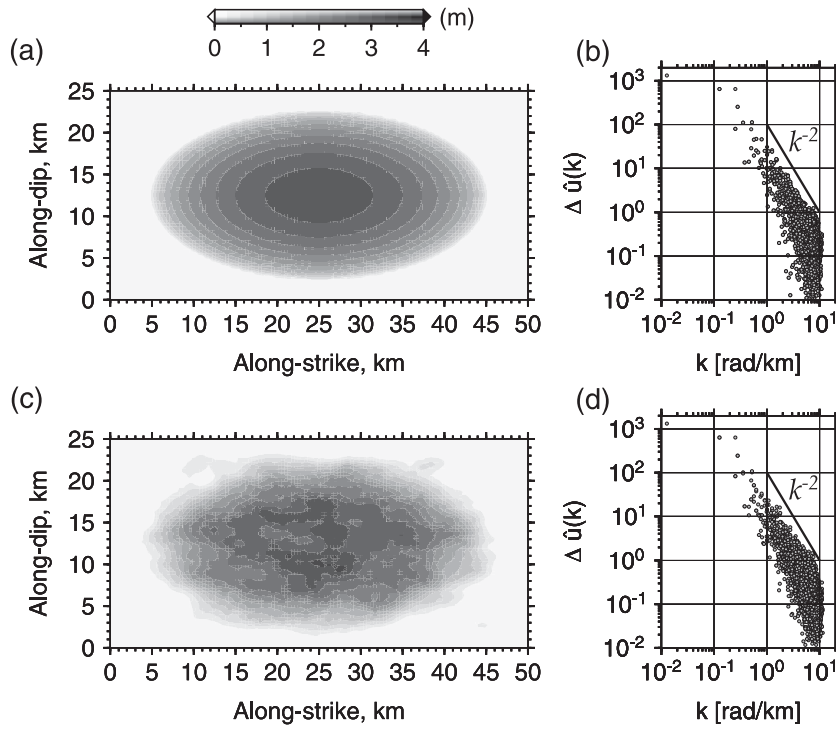 (m)
0 1 2 3 4
(a)
Along-dip, km
25
20
15
10
5
0
0 5 10 15 20 25 30 35 40 45 50
Along-strike, km
(b)
Δ û(k)
10³
10²
10¹
10⁰
10⁻¹
10⁻²
k⁻²
10⁻² 10⁻¹ 10⁰ 10¹
k [rad/km]
(c)
Along-dip, km
25
20
15
10
5
0
0 5 10 15 20 25 30 35 40 45 50
Along-strike, km
(d)
Δ û(k)
10³
10²
10¹
10⁰
10⁻¹
10⁻²
k⁻²
10⁻² 10⁻¹ 10⁰ 10¹
k [rad/km]